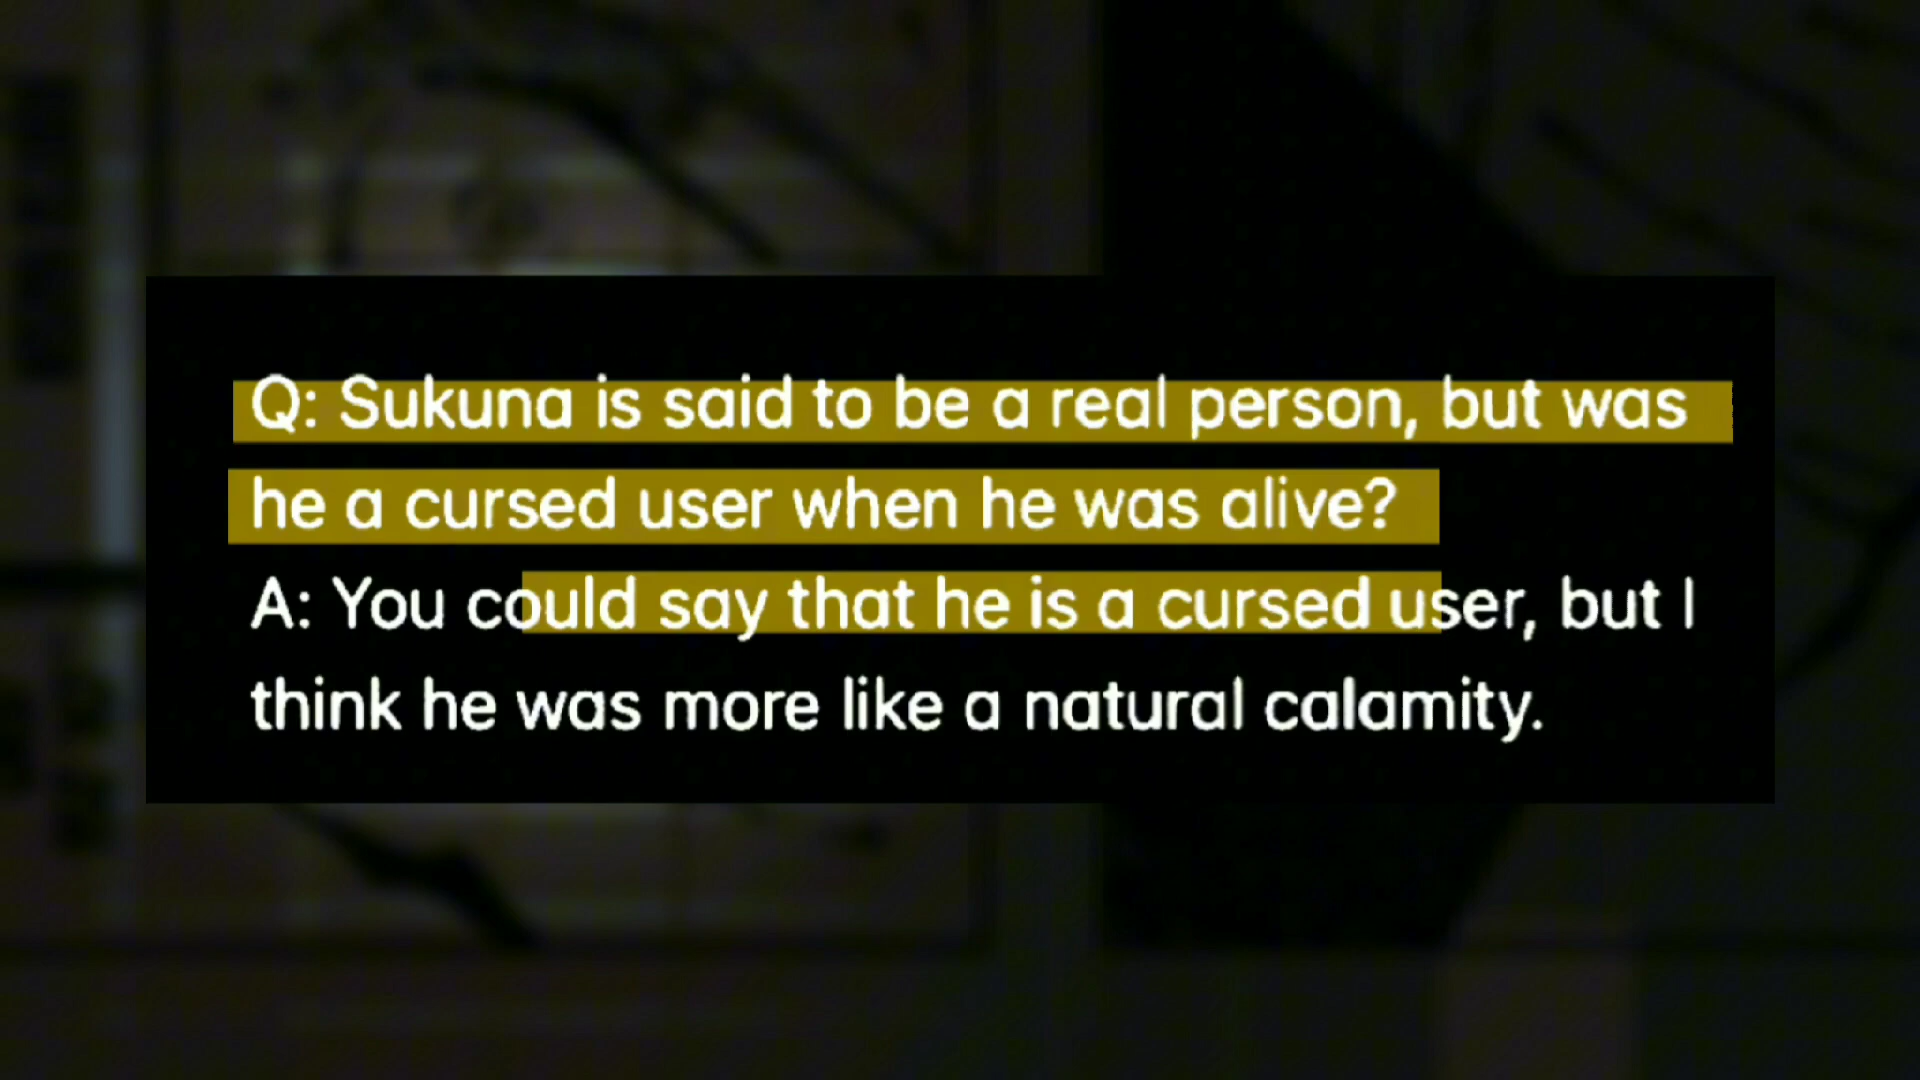 Q: Sukuna is said to be a real person, but was
he a cursed user when he was alive?
A: You could say that he is a cursed user, but I
think he was more like a natural calamity.